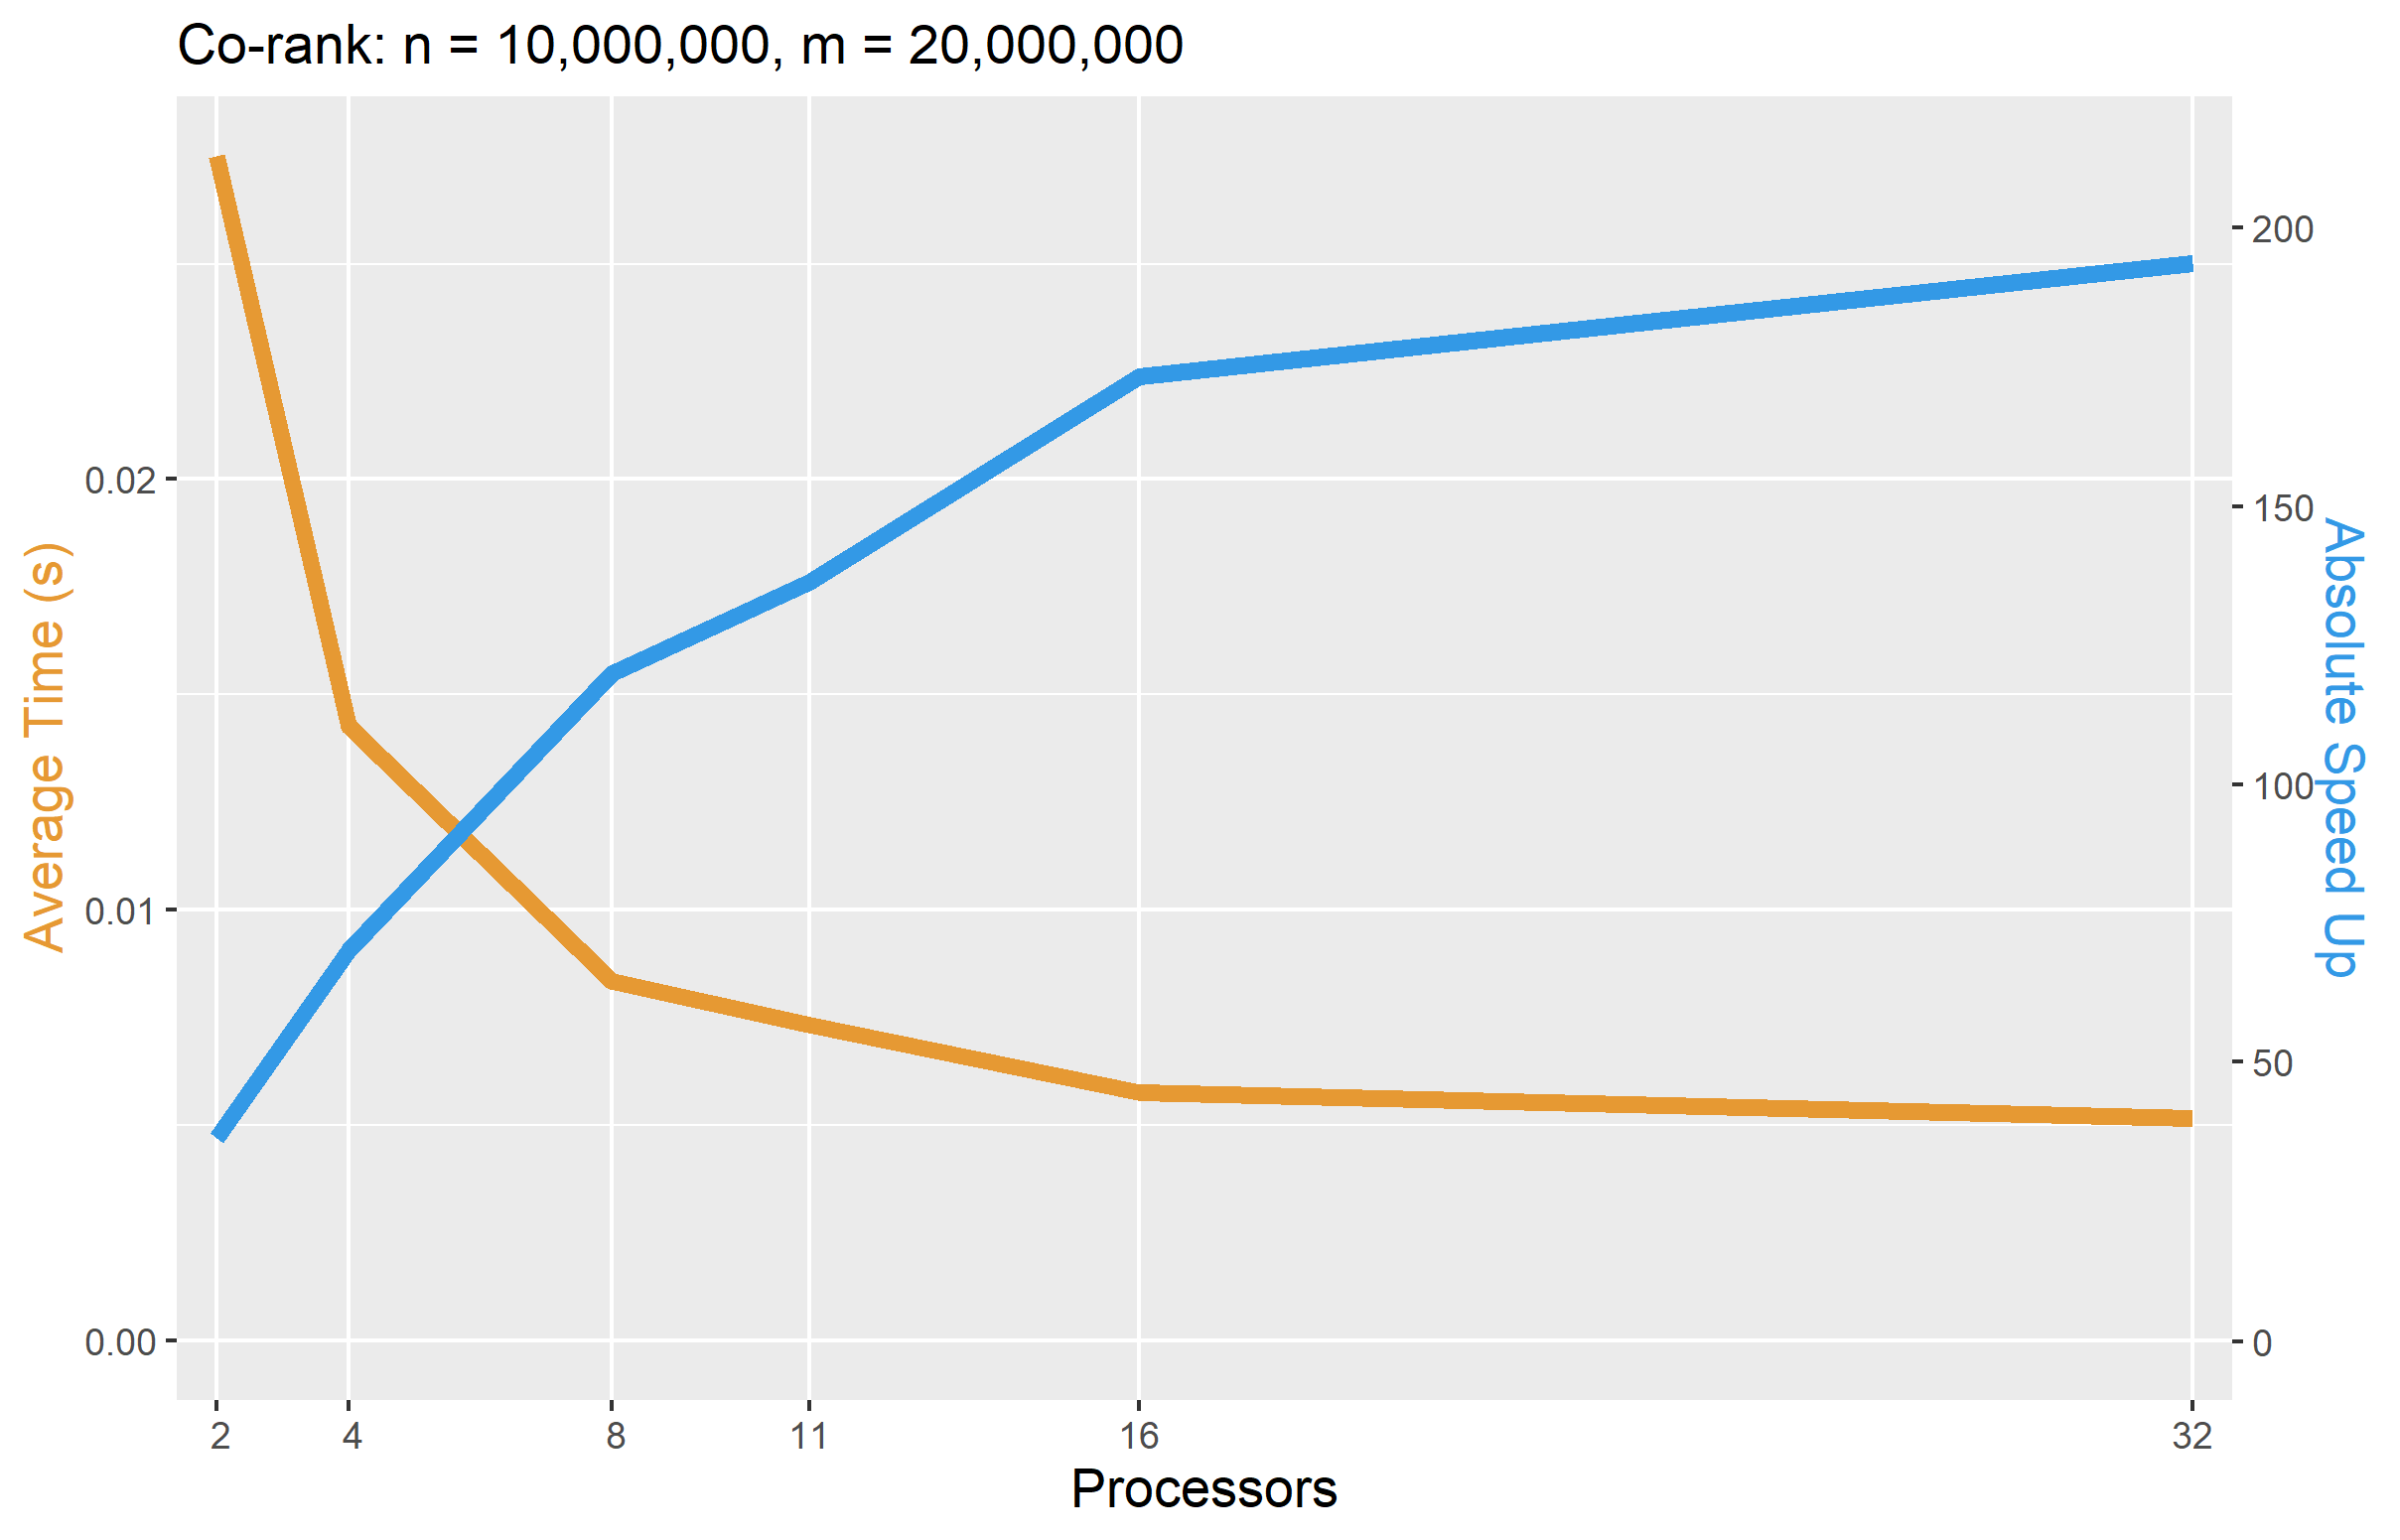 Co-rank: n = 10,000,000, m = 20,000,000
Average Time (s)
0.02
0.01
0.00
200
150
100
50
0
Absolute Speed Up
2 4 8 11 16 32
Processors